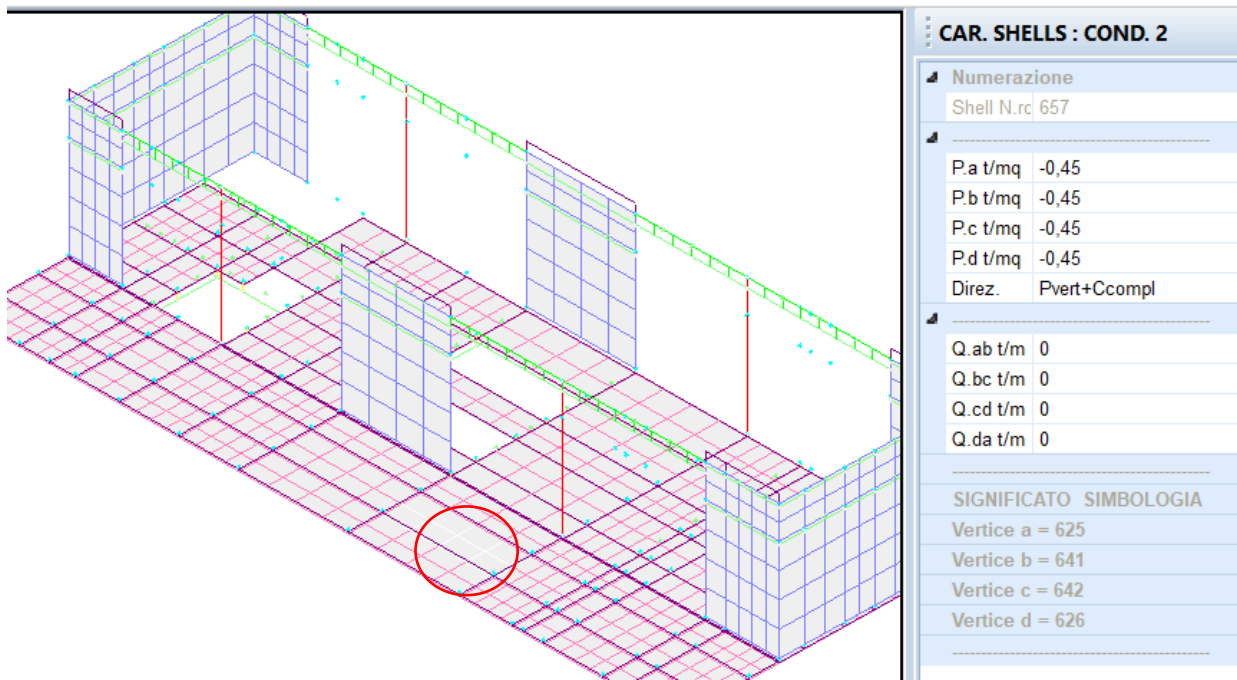 CAR. SHELLS : COND. 2
Numerazione
Shell N.rc 657
P.a t/mq -0,45
P.b t/mq -0,45
P.c t/mq -0,45
P.d t/mq -0,45
Direz. Pvert+Ccompl
Q.ab t/m 0
Q.bc t/m 0
Q.cd t/m 0
Q.da t/m 0
SIGNIFICATO SIMBOLOGIA
Vertice a = 625
Vertice b = 641
Vertice c = 642
Vertice d = 626